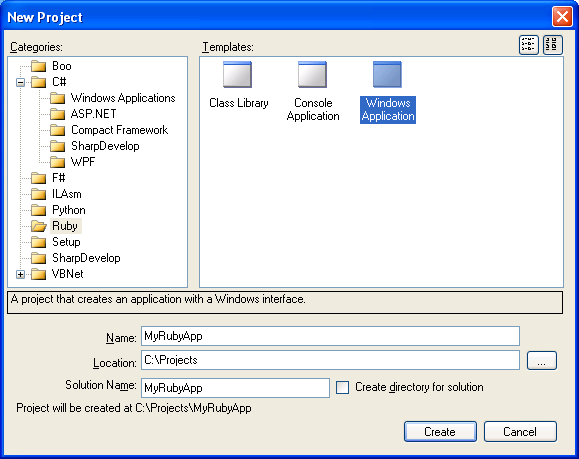 New Project
Categories:
Templates:
Boo
C#
Windows Applications
ASP.NET
Compact Framework
SharpDevelop
WPF
F#
ILAsm
Python
Ruby
Setup
SharpDevelop
VBNet
Class Library
Console
Application
Windows
Application
A project that creates an application with a Windows interface.
Name: MyRubyApp
Location: C:\Projects ...
Solution Name: MyRubyApp Create directory for solution
Project will be created at C:\Projects\MyRubyApp
Create Cancel